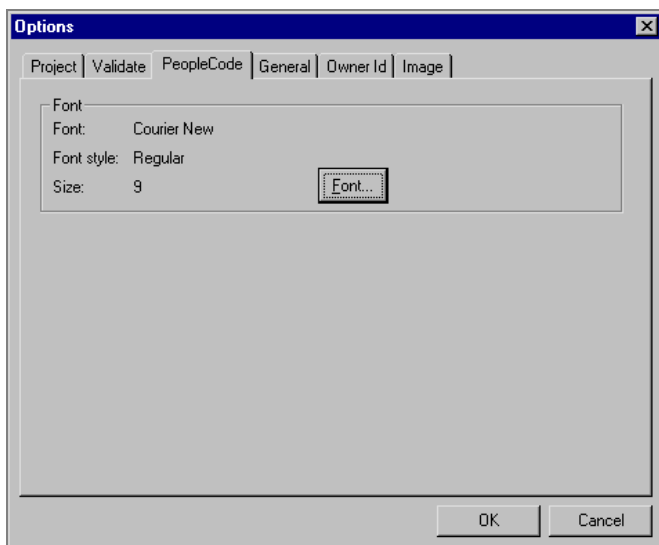 Options
Project Validate PeopleCode General Owner Id Image
Font
Font: Courier New
Font style: Regular
Size: 9 Font...
OK Cancel